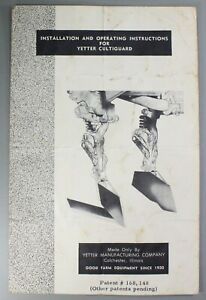 INSTALLATION AND OPERATING INSTRUCTIONS
FOR
YETTER CULTIGUARD
Made Only By
YETTER MANUFACTURING COMPANY
Colchester, Illinois
GOOD FARM EQUIPMENT SINCE 1930
Patent # 168,148
(Other patents pending)